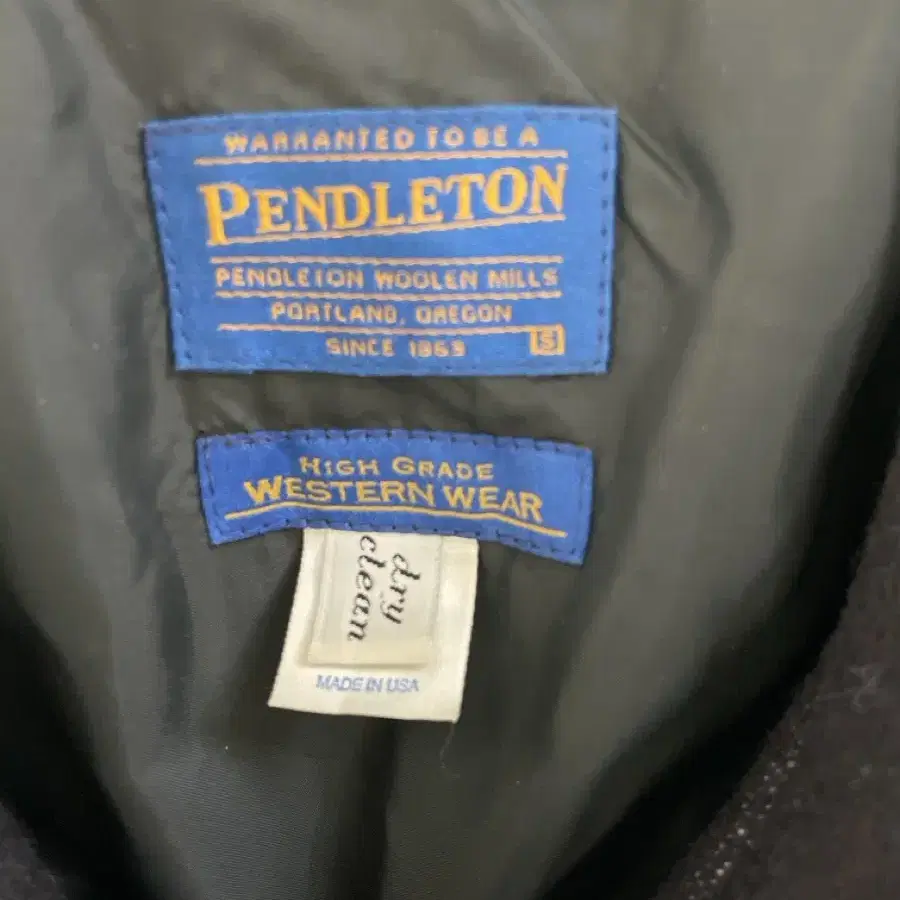 WARRANTED TO BE A
PENDLETON
PENDLETON WOOLEN MILLS
PORTLAND, OREGON
SINCE 1863 S
HIGH GRADE
WESTERN WEAR
dry
clean
MADE IN USA